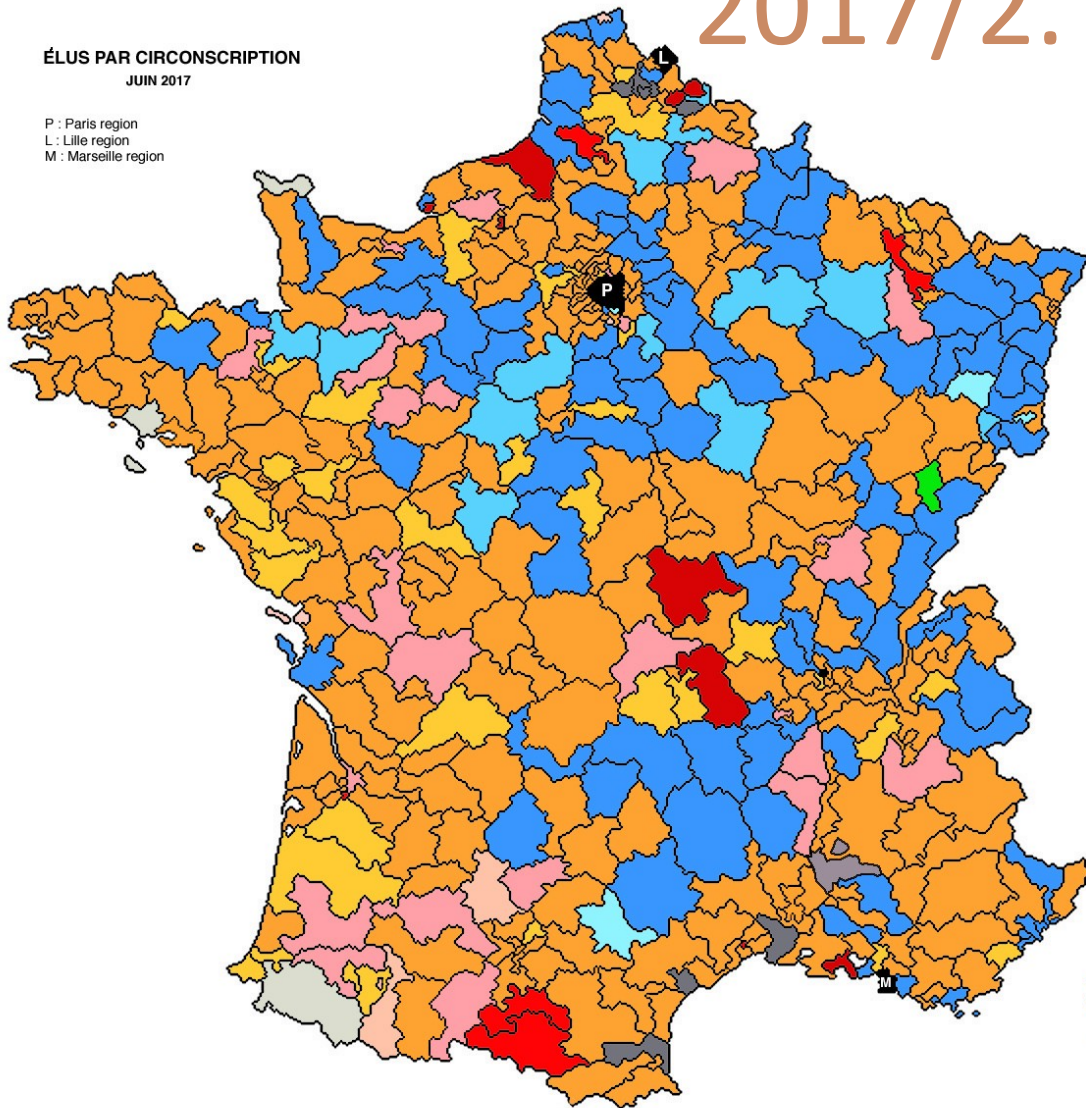 2017/2.
ÉLUS PAR CIRCONSCRIPTION
JUIN 2017
P : Paris region
L : Lille region
M : Marseille region
L
P
M